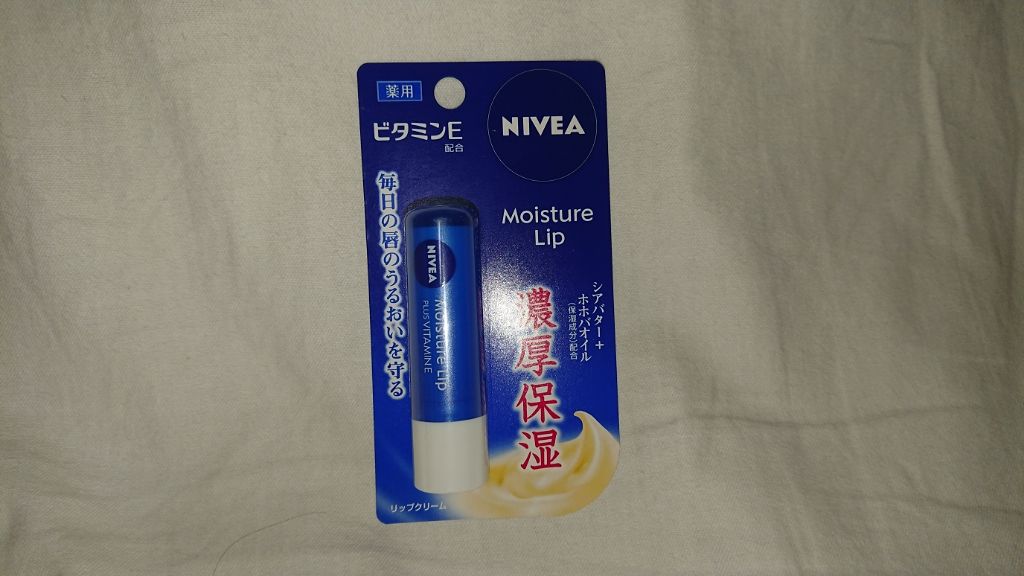 薬用
ビタミンE
配合
NIVEA
Moisture
Lip
毎日の唇のうるおいを守る
シアバター+
ホホバオイル
(保湿成分)配合
濃厚保湿
NIVEA
Moisture Lip
PLUS VITAMIN E
リップクリーム